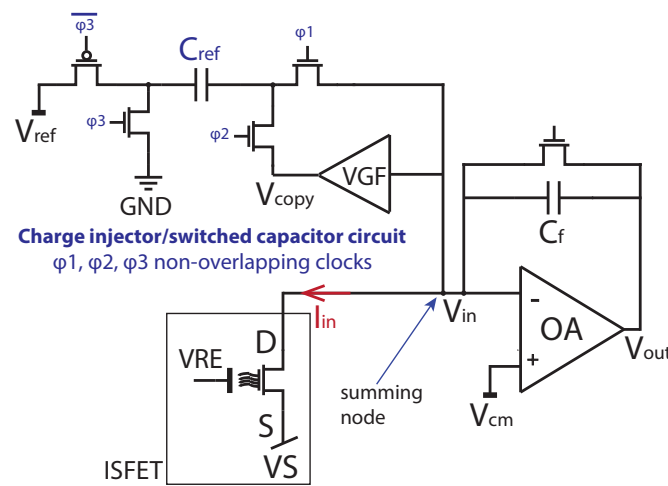 φ3
Cref
φ1
Vref
φ3
φ2
VGF
GND
Vcopy
Cf
Charge injector/switched capacitor circuit
φ1, φ2, φ3 non-overlapping clocks
Iin
Vin
-
OA
+
Vout
D
VRE
summing
node
Vcm
S
VS
ISFET